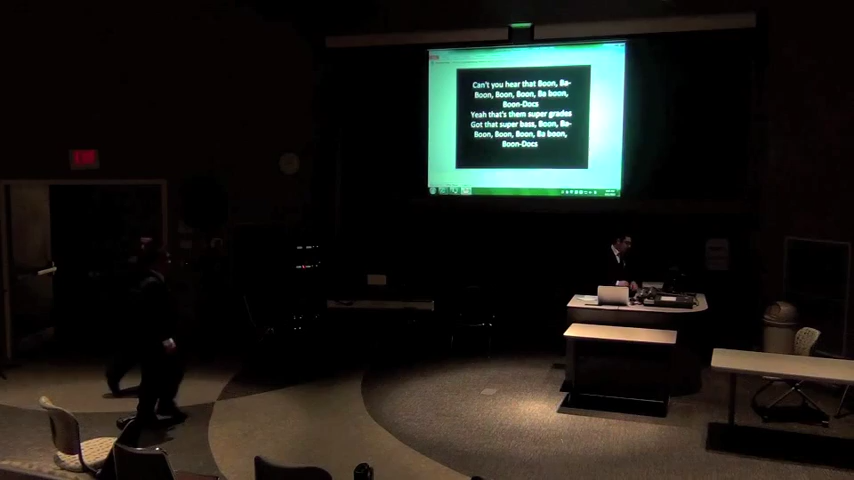 Can't you hear that Boon, Ba-
Boon, Boon, Boon, Ba boon,
Boon-Docs
Yeah that's them super grades
Got that super bass, Boon, Ba-
Boon, Boon, Boon, Ba boon,
Boon-Docs